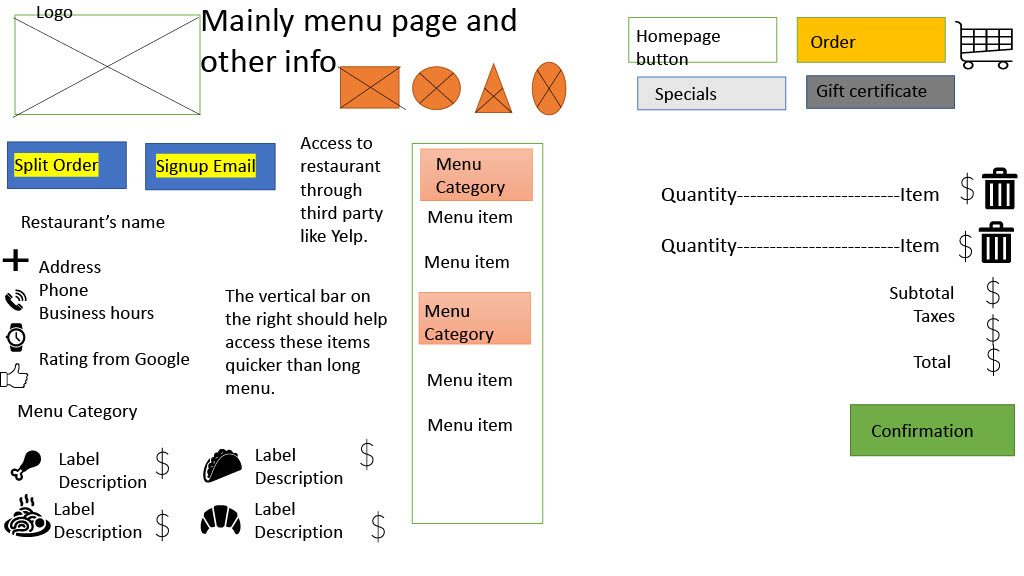 Logo
Mainly menu page and
other info
Homepage
button
Order
Specials
Gift certificate
Split Order
Signup Email
Access to
restaurant
through
third party
like Yelp.
Restaurant’s name
Address
Phone
Business hours
Rating from Google
The vertical bar on
the right should help
access these items
quicker than long
menu.
Menu Category
Label
Description
$
Label
Description
$
Label
Description
$
Label
Description
$
Menu
Category
Menu item
Menu item
Menu
Category
Menu item
Menu item
Quantity-------------------------Item $
Quantity-------------------------Item $
Subtotal $
Taxes $
Total $
Confirmation